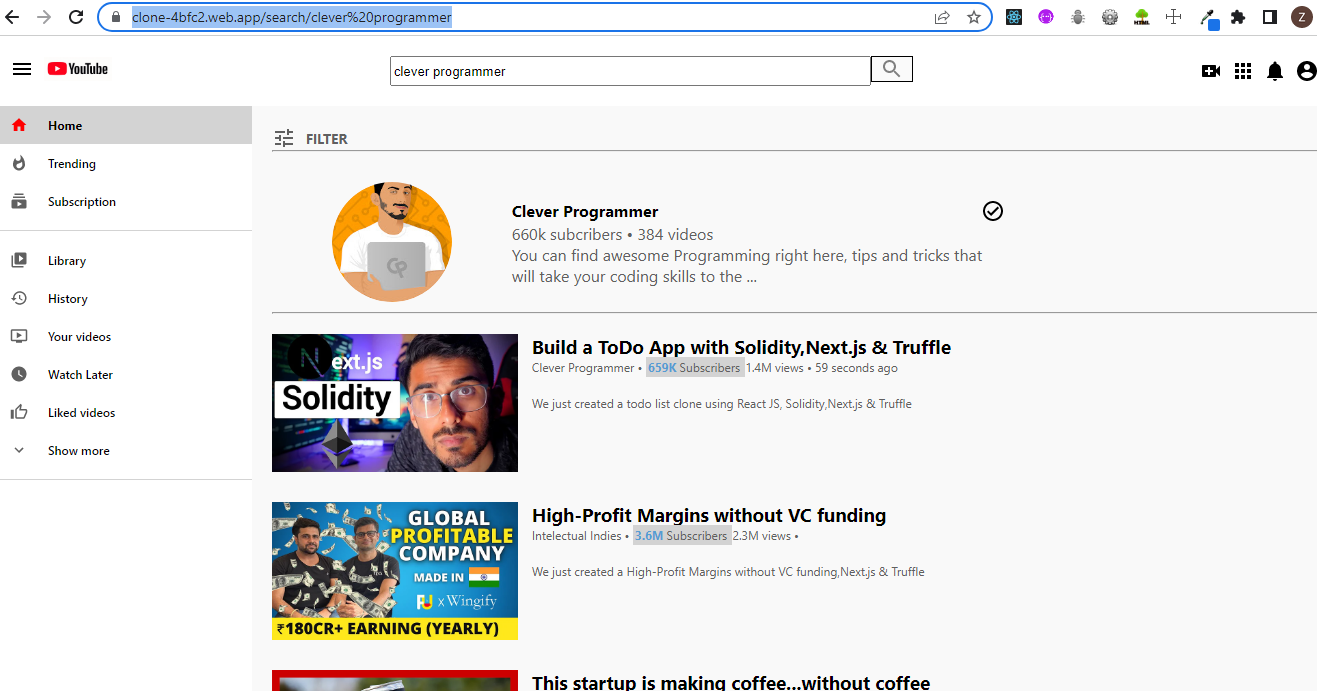 clone-4bfc2.web.app/search/clever%20programmer
Z
YouTube
clever programmer
Home
Trending
Subscription
Library
History
Your videos
Watch Later
Liked videos
Show more
FILTER
CP
Clever Programmer
660k subcribers • 384 videos
You can find awesome Programming right here, tips and tricks that
will take your coding skills to the ...
Next.js
Solidity
Build a ToDo App with Solidity,Next.js & Truffle
Clever Programmer • 659K Subscribers 1.4M views • 59 seconds ago
We just created a todo list clone using React JS, Solidity,Next.js & Truffle
GLOBAL
PROFITABLE
COMPANY
MADE IN
x Wingify
₹180CR+ EARNING (YEARLY)
High-Profit Margins without VC funding
Intelectual Indies • 3.6M Subscribers 2.3M views •
We just created a High-Profit Margins without VC funding,Next.js & Truffle
This startup is making coffee...without coffee